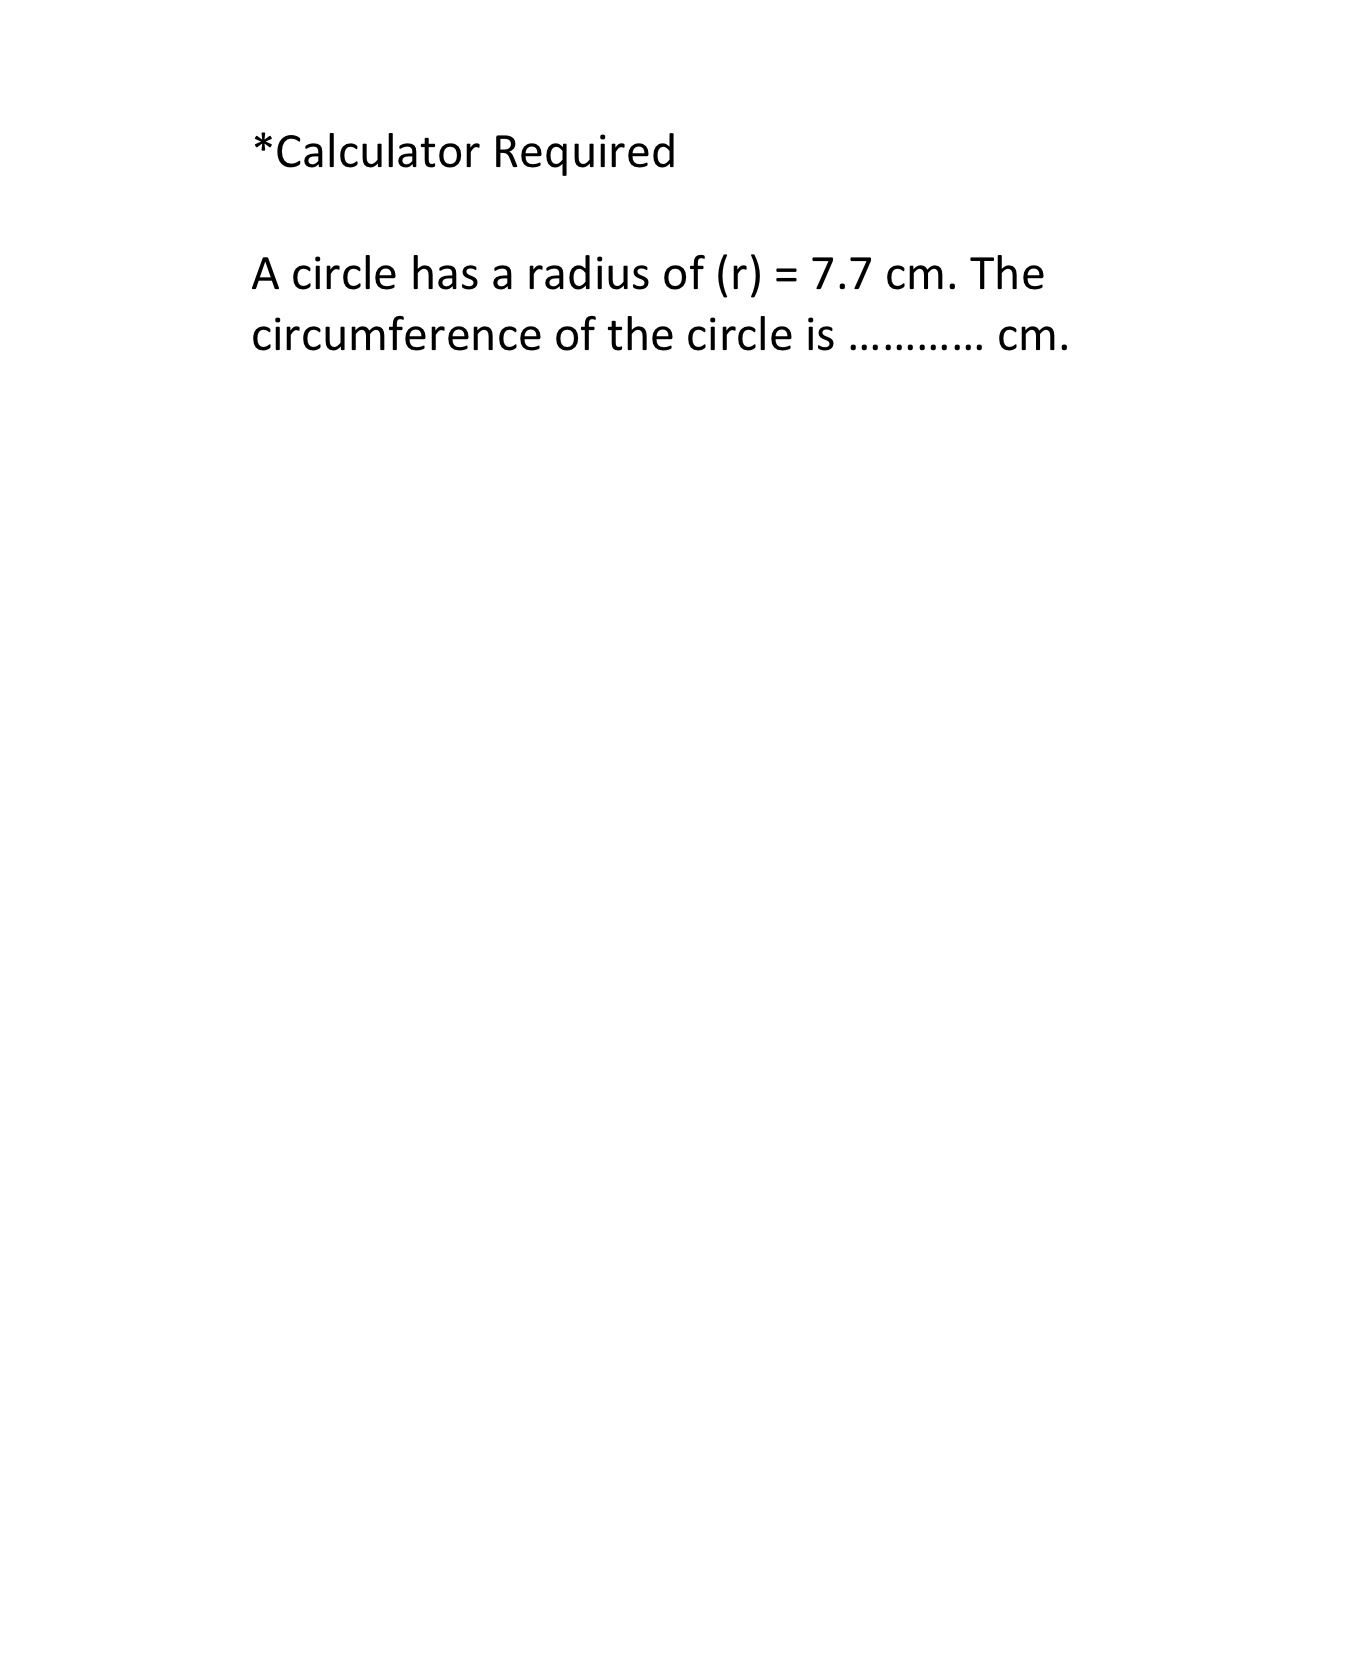 *Calculator Required
A circle has a radius of (r) = 7.7 cm. The
circumference of the circle is ………… cm.